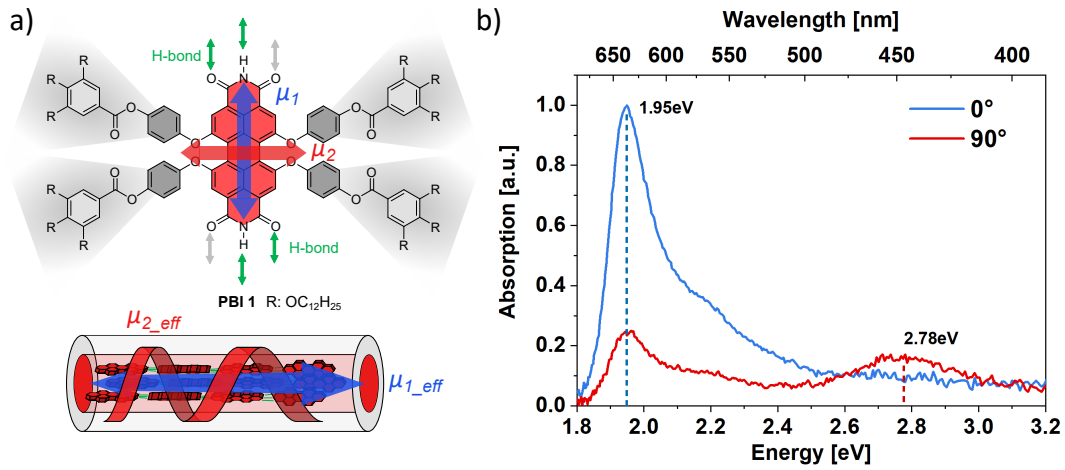 a)
H-bond
H
N
O
O
μ1
R
R
R
R
R
R
O
O
O
O
O
O
O
O
μ2
O
O
O
O
R
R
R
R
R
R
O
O
N
H
H-bond
PBI 1 R: OC12H25
μ2_eff
μ1_eff
b)
Wavelength [nm]
650 600 550 500 450 400
1.0
0.8
0.6
0.4
0.2
0.0
Absorption [a.u.]
1.95eV
0°
90°
2.78eV
1.8 2.0 2.2 2.4 2.6 2.8 3.0 3.2
Energy [eV]